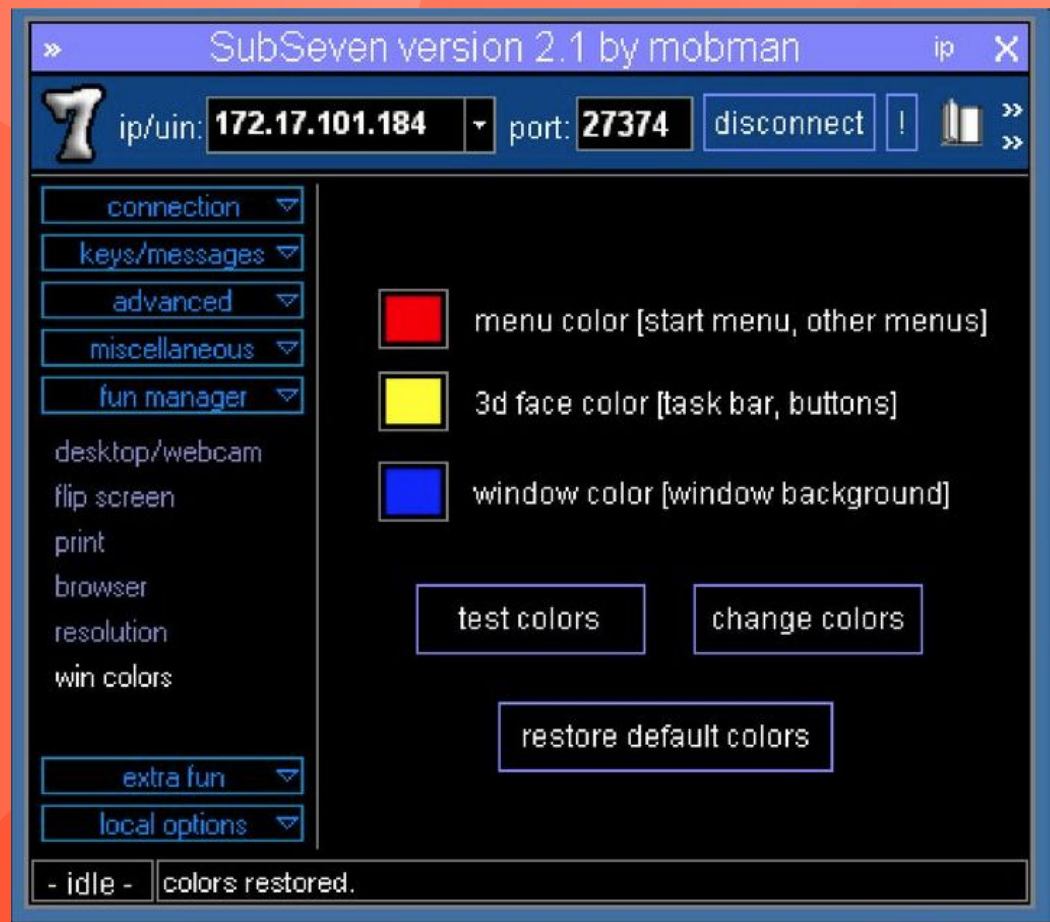 » SubSeven version 2.1 by mobman ip X
7 ip/uin: 172.17.101.184 port: 27374 disconnect ! »
»
connection
keys/messages
advanced
miscellaneous
fun manager
desktop/webcam
flip screen
print
browser
resolution
win colors
extra fun
local options
menu color [start menu, other menus]
3d face color [task bar, buttons]
window color [window background]
test colors change colors
restore default colors
- idle - colors restored.